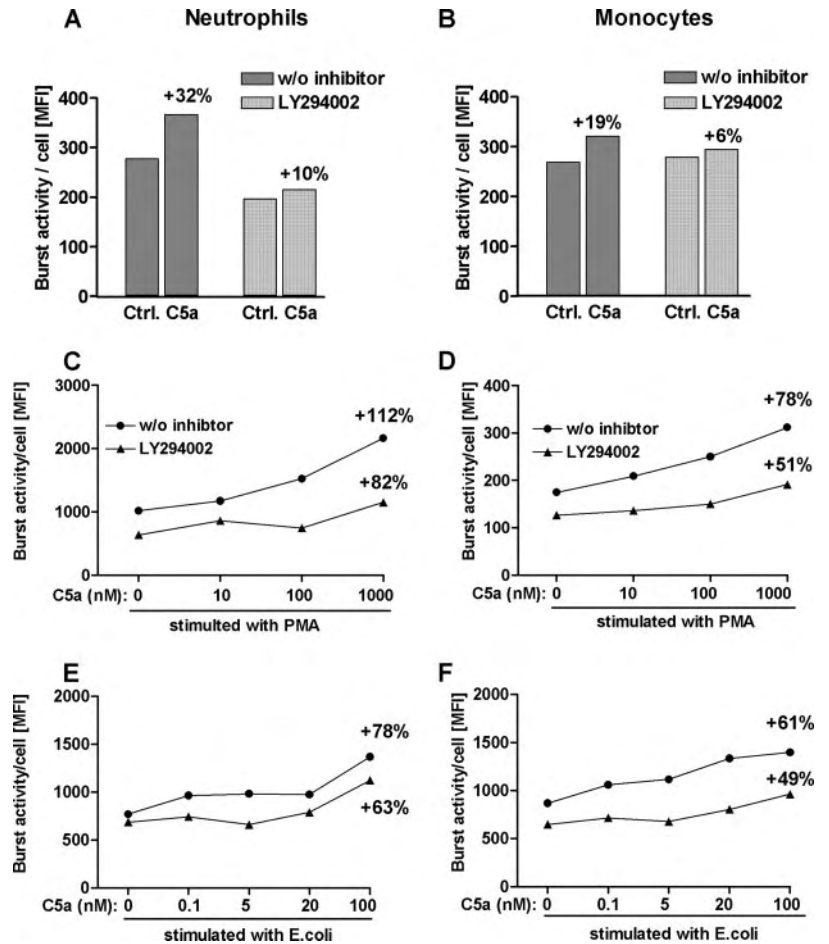 A Neutrophils
B Monocytes
w/o inhibitor
LY294002
Burst activity / cell [MFI]
400
300
200
100
0
+32%
+10%
Ctrl. C5a
Ctrl. C5a
w/o inhibitor
LY294002
Burst activity / cell [MFI]
400
300
200
100
0
+19%
+6%
Ctrl. C5a
Ctrl. C5a
C
Burst activity/cell [MFI]
3000
2000
1000
0
w/o inhibtor
LY294002
+112%
+82%
C5a (nM): 0 10 100 1000
stimulted with PMA
D
Burst activity/cell [MFI]
400
300
200
100
0
w/o inhibitor
LY294002
+78%
+51%
C5a (nM): 0 10 100 1000
stimulated with PMA
E
Burst activity/cell [MFI]
2000
1500
1000
500
0
+78%
+63%
C5a (nM): 0 0.1 5 20 100
stimulated with E.coli
F
Burst activity/cell [MFI]
2000
1500
1000
500
0
+61%
+49%
C5a (nM): 0 0.1 5 20 100
stimulated with E.coli